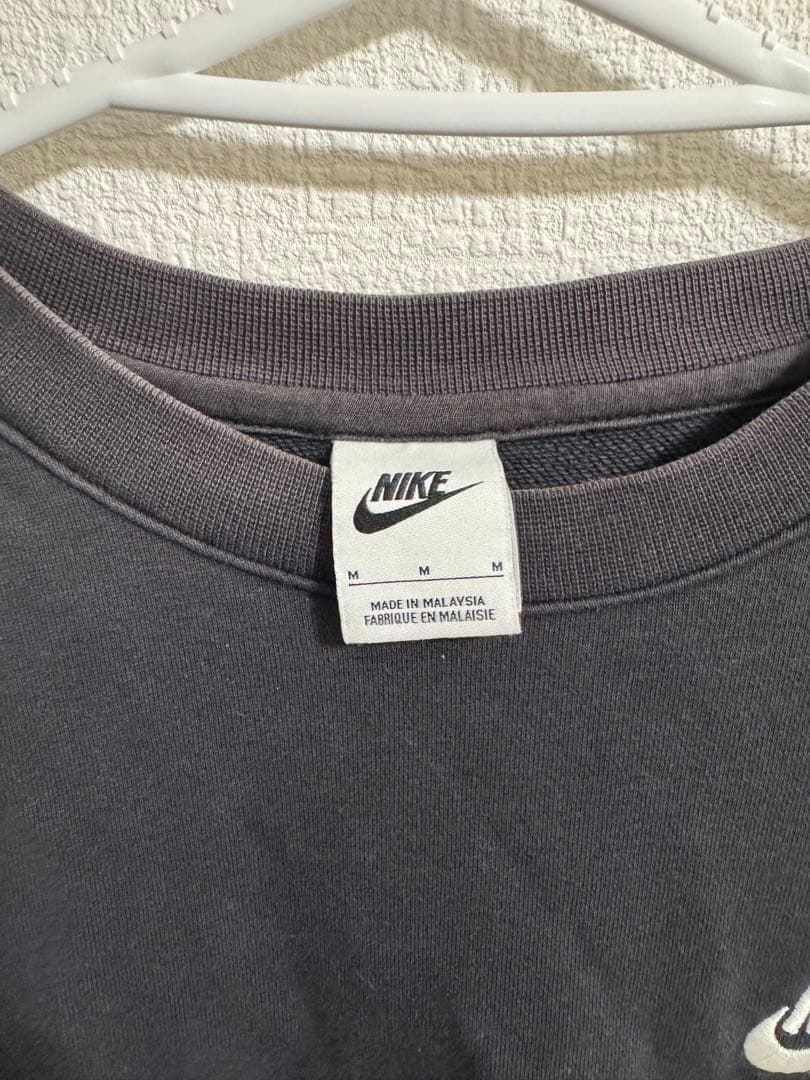 NIKE
M M M
MADE IN MALAYSIA
FABRIQUE EN MALAISIE